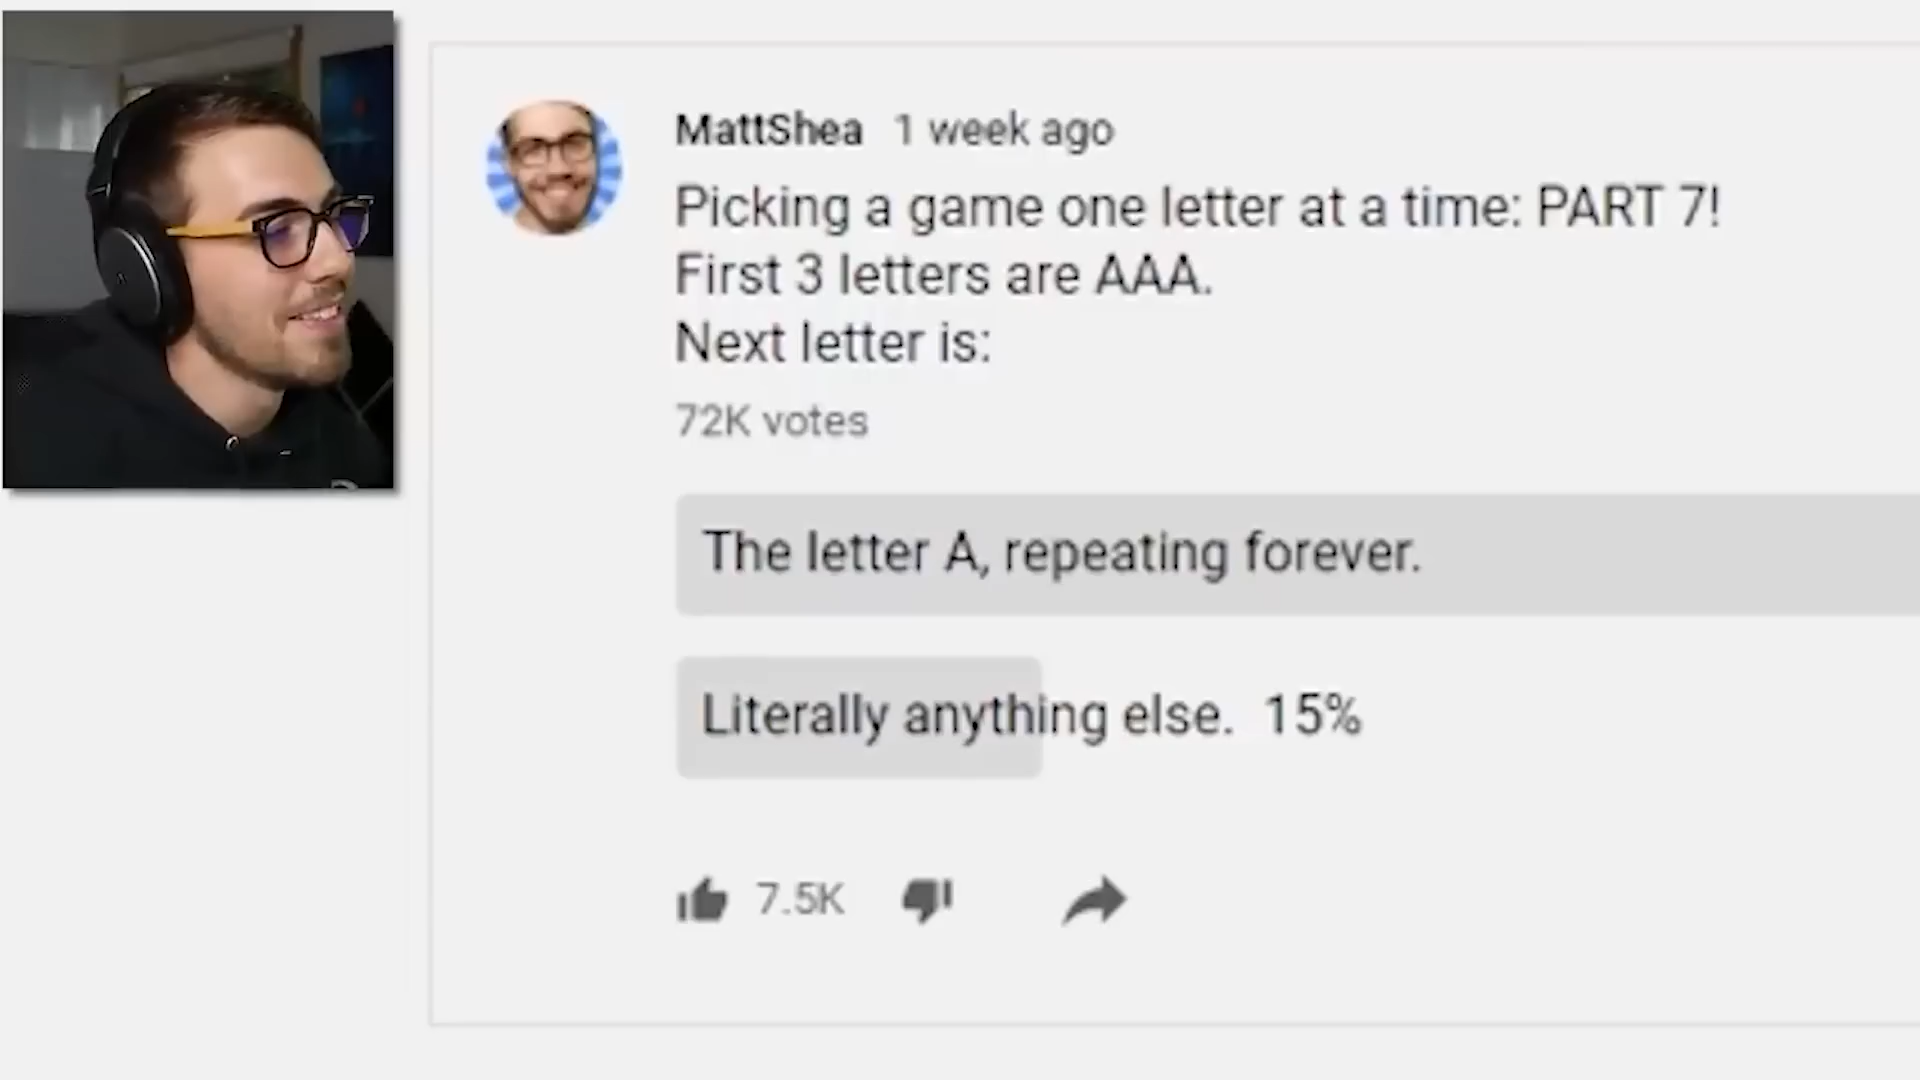 MattShea 1 week ago
Picking a game one letter at a time: PART 7!
First 3 letters are AAA.
Next letter is:
72K votes
The letter A, repeating forever.
Literally anything else. 15%
7.5K